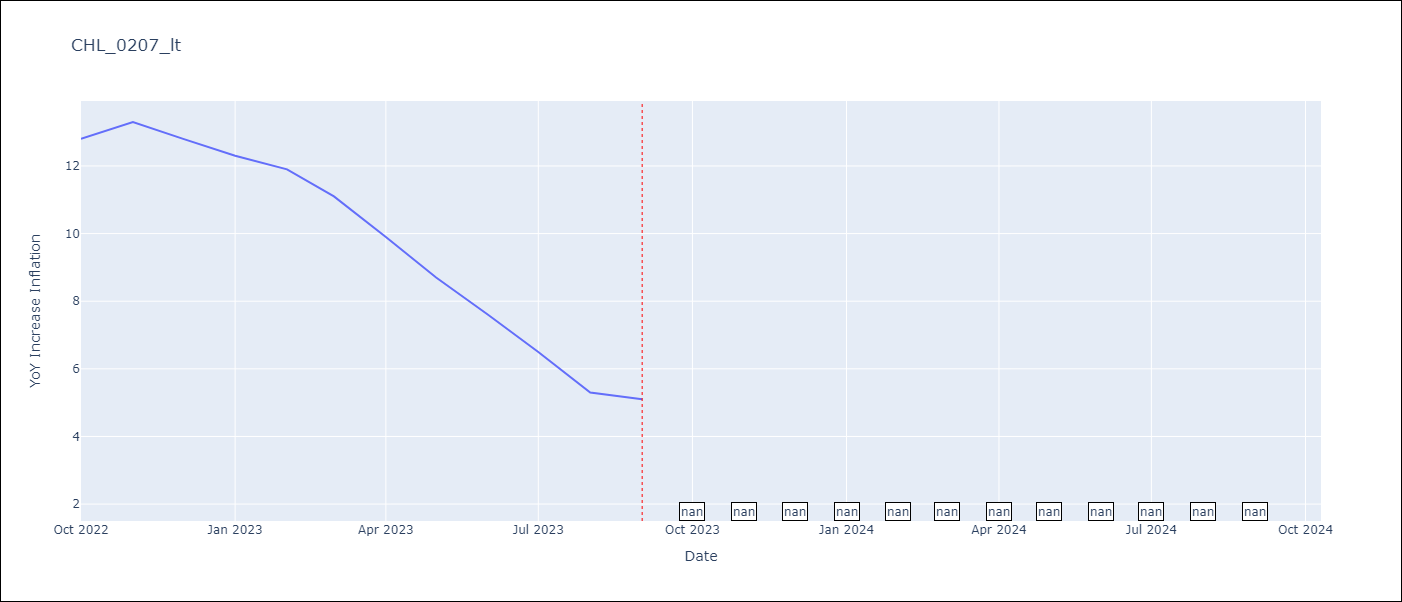 CHL_0207_lt
YoY Increase Inflation
12
10
8
6
4
2
nan nan nan nan nan nan nan nan nan nan nan nan
Oct 2022 Jan 2023 Apr 2023 Jul 2023 Oct 2023 Jan 2024 Apr 2024 Jul 2024 Oct 2024
Date